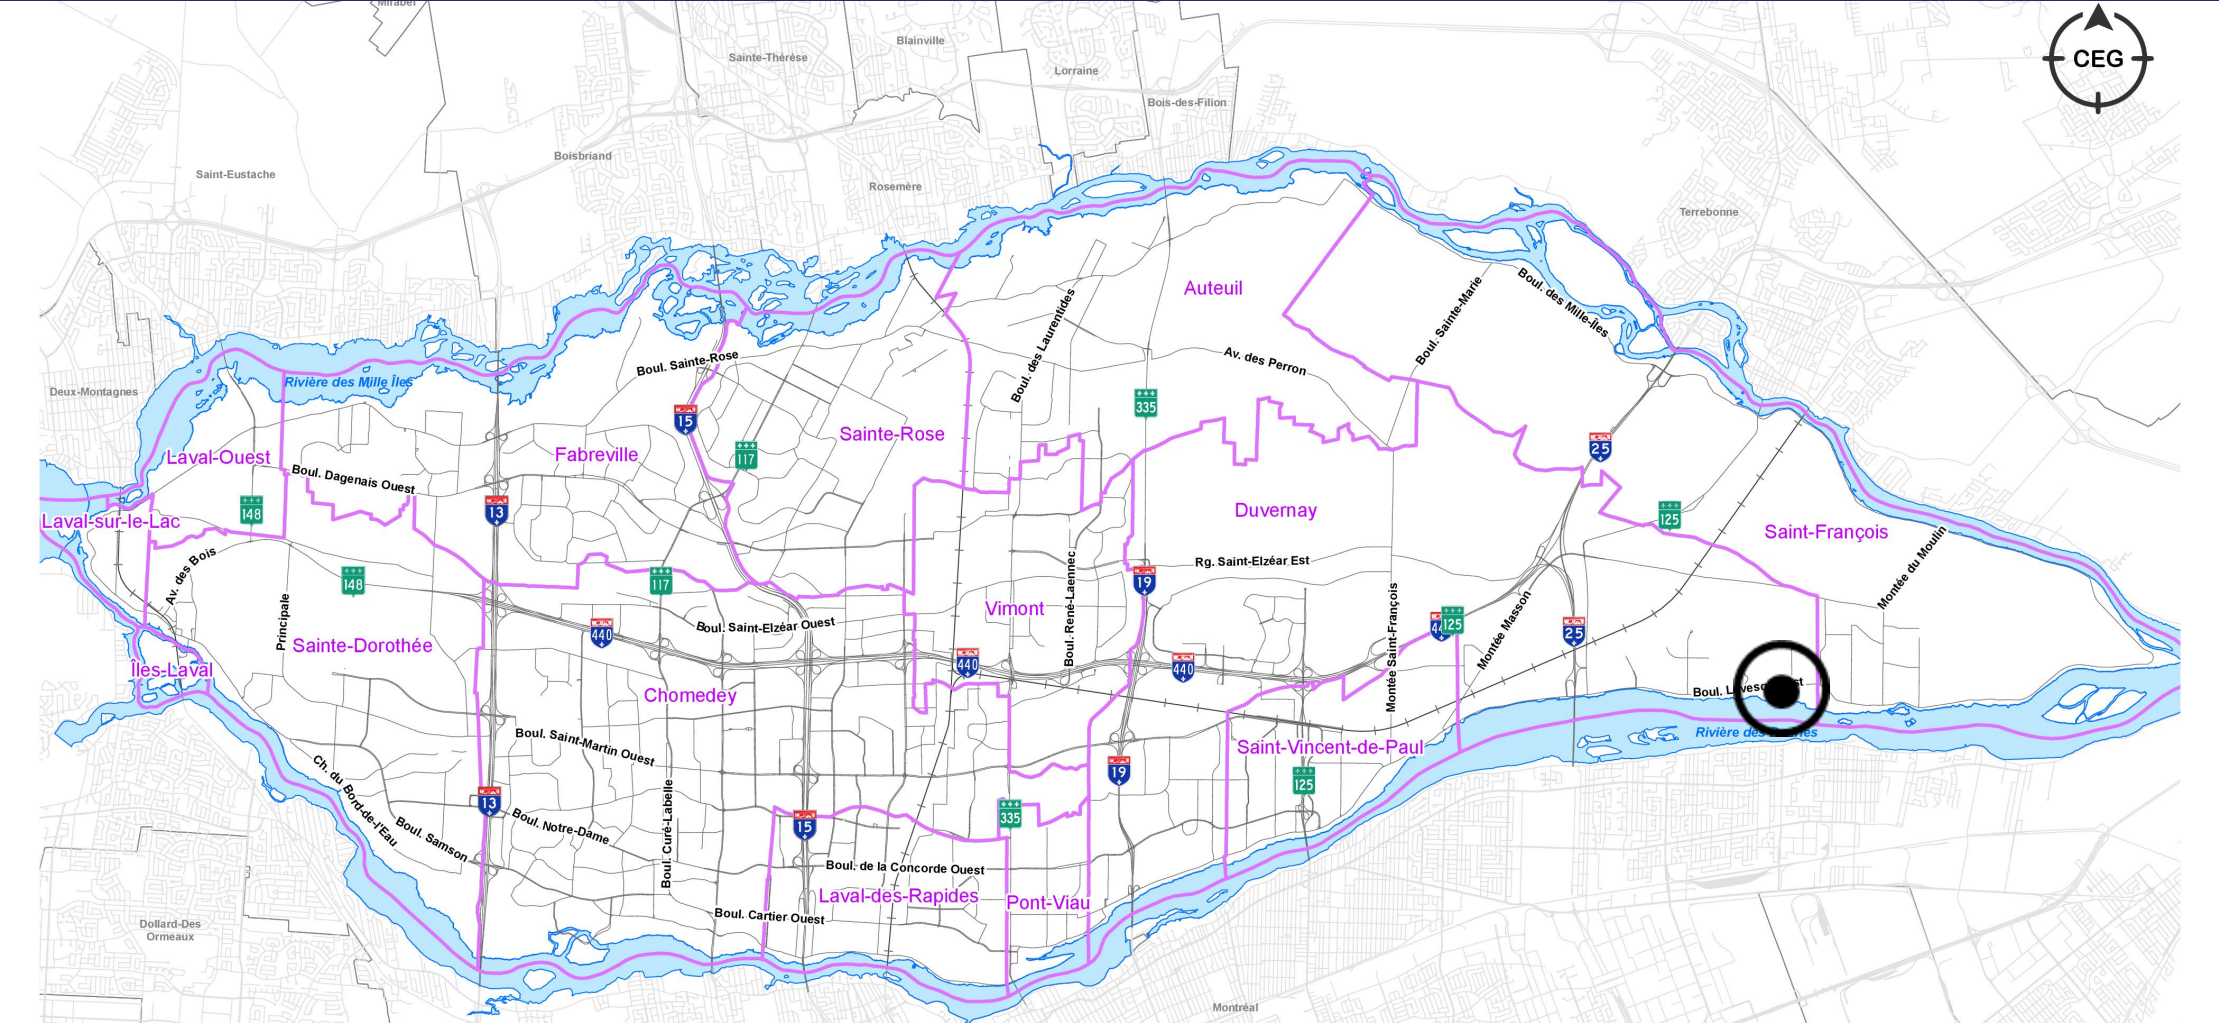 Mirabel
Blainville
Sainte-Thérèse
CEG
Lorraine
Bois-des-Filion
Boisbriand
Saint-Eustache
Rosemère
Terrebonne
Auteuil
Boul. des Mille-Îles
Boul. Sainte-Marie
Boul. des Laurentides
Av. des Perron
Boul. Sainte-Rose
Rivière des Mille Îles
Deux-Montagnes
335
15
Sainte-Rose
117
Fabreville
25
Laval-Ouest
Boul. Dagenais Ouest
148
13
Duvernay
125
Laval-sur-le-Lac
Saint-François
Montée du Moulin
Rg. Saint-Elzéar Est
Av. des Bois
148
117
19
Boul. René-Laennec
Vimont
Montée Saint-François
Principale
440
Boul. Saint-Elzéar Ouest
125
Montée Masson
25
Sainte-Dorothée
Îles-Laval
440
440
Chomedey
Boul.
Rivière des
Boul. Saint-Martin Ouest
Saint-Vincent-de-Paul
19
125
Ch. du Bord-de-l'Eau
13
Boul. Notre-Dame
Boul. Samson
15
335
Boul. Curé-Labelle
Boul. de la Concorde Ouest
Laval-des-Rapides
Pont-Viau
Boul. Cartier Ouest
Dollard-Des
Ormeaux
Montréal